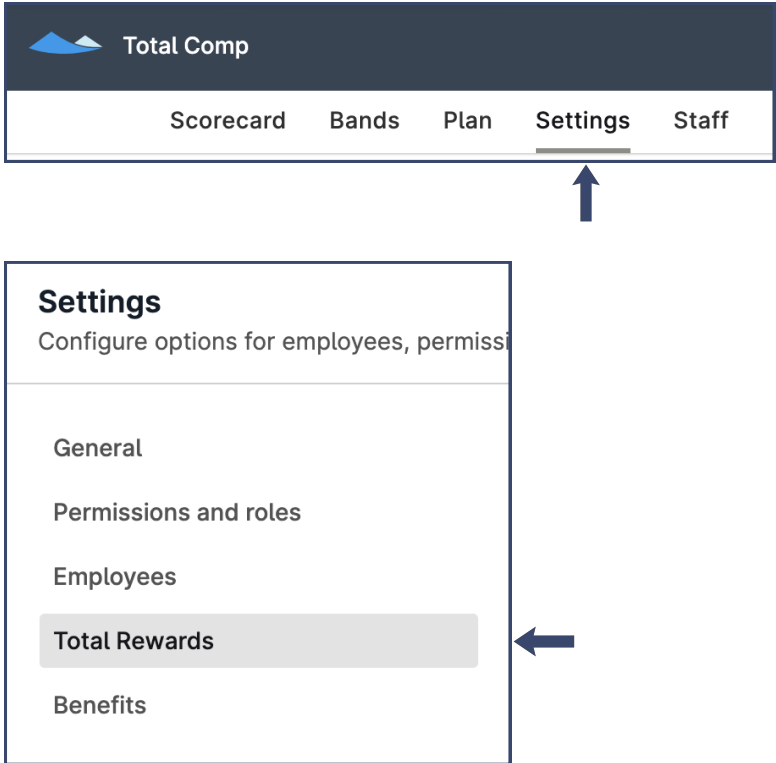 Total Comp
Scorecard Bands Plan Settings Staff
Settings
Configure options for employees, permissi
General
Permissions and roles
Employees
Total Rewards
Benefits